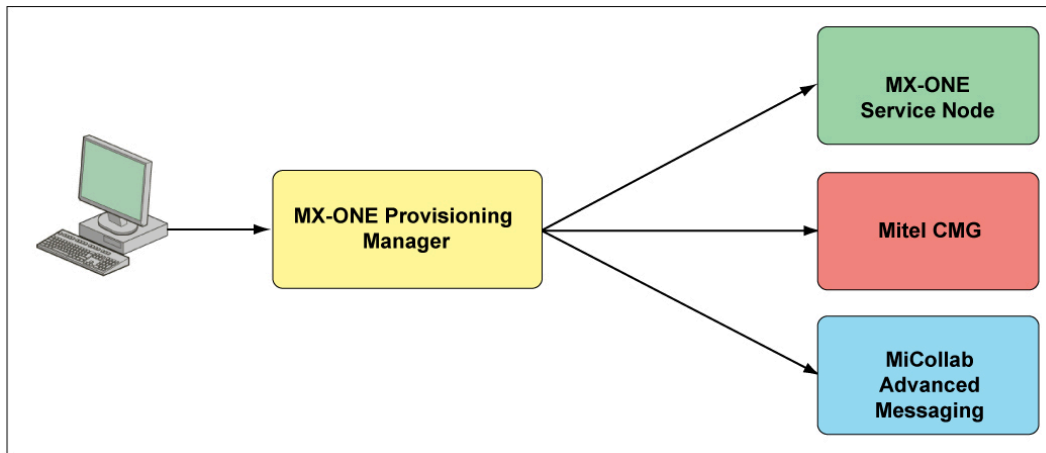 MX-ONE
Service Node
MX-ONE Provisioning
Manager
Mitel CMG
MiCollab
Advanced
Messaging